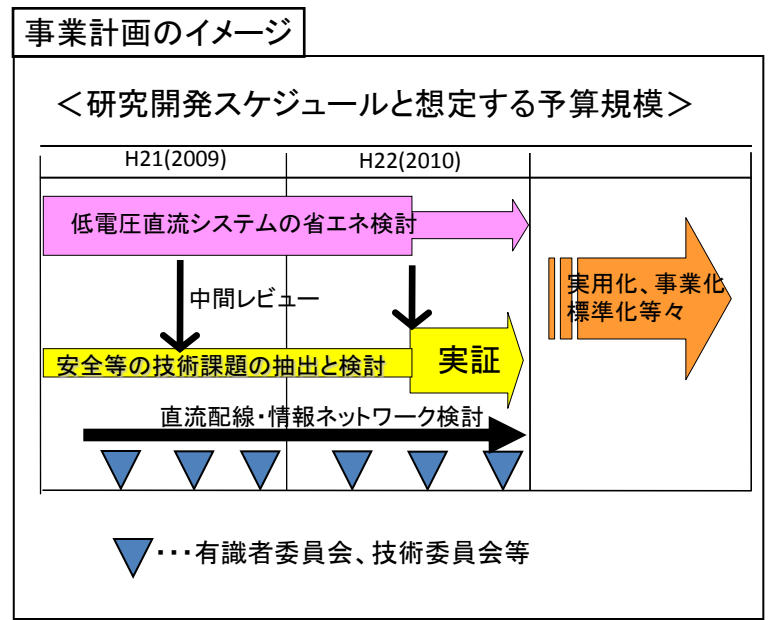 事業計画のイメージ
＜研究開発スケジュールと想定する予算規模＞
H21(2009)
H22(2010)
低電圧直流システムの省エネ検討
中間レビュー
実用化、事業化
標準化等々
安全等の技術課題の抽出と検討
実証
直流配線・情報ネットワーク検討
・・・有識者委員会、技術委員会等